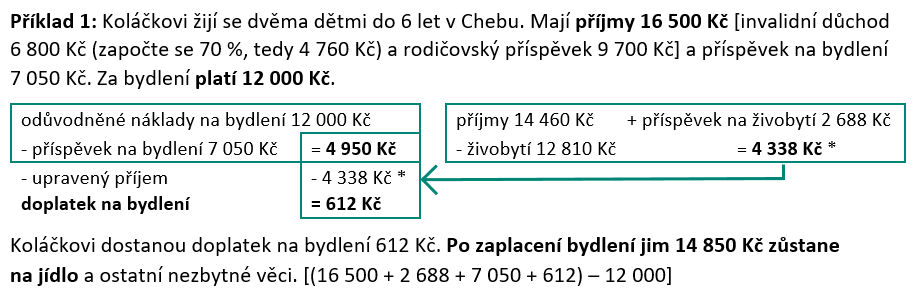 Příklad 1: Koláčkovi žijí se dvěma dětmi do 6 let v Chebu. Mají příjmy 16 500 Kč [invalidní důchod
6 800 Kč (započte se 70 %, tedy 4 760 Kč) a rodičovský příspěvek 9 700 Kč] a příspěvek na bydlení
7 050 Kč. Za bydlení platí 12 000 Kč.
odůvodněné náklady na bydlení 12 000 Kč
- příspěvek na bydlení 7 050 Kč = 4 950 Kč
- upravený příjem - 4 338 Kč *
doplatek na bydlení = 612 Kč
příjmy 14 460 Kč + příspěvek na živobytí 2 688 Kč
- živobytí 12 810 Kč = 4 338 Kč *
Koláčkovi dostanou doplatek na bydlení 612 Kč. Po zaplacení bydlení jim 14 850 Kč zůstane
na jídlo a ostatní nezbytné věci. [(16 500 + 2 688 + 7 050 + 612) – 12 000]